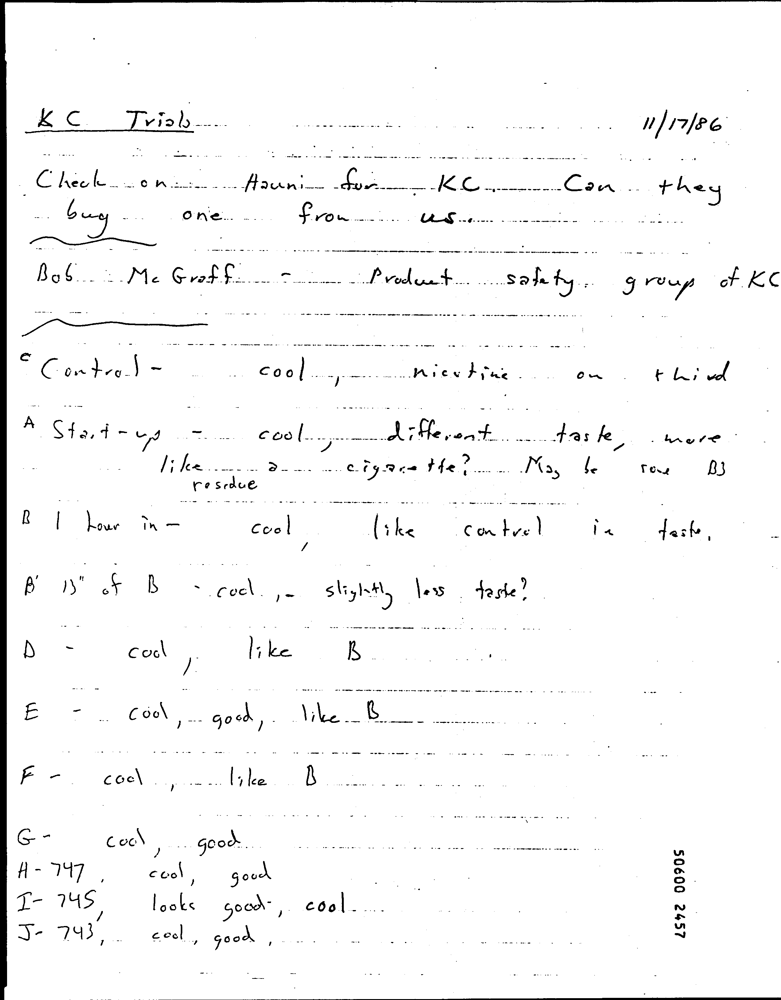 KC Trials 11/17/86
Check on Hauni for KC. Can they
buy one from us.
Bob McGraff - Product safety group of KC
C Control - cool, nicotine on third
A Start-up - cool, different taste, more
like a cigarette? May be some B3
resedue
B 1 hour in - cool, like control in taste.
B' 15" of B - cool, - slightly less taste?
D - cool, like B
E - cool, good, like B
F - cool, like B
G - cool, good
H - 747, cool, good
I - 745, looks good, cool
J - 743, cool, good,
50600 2457